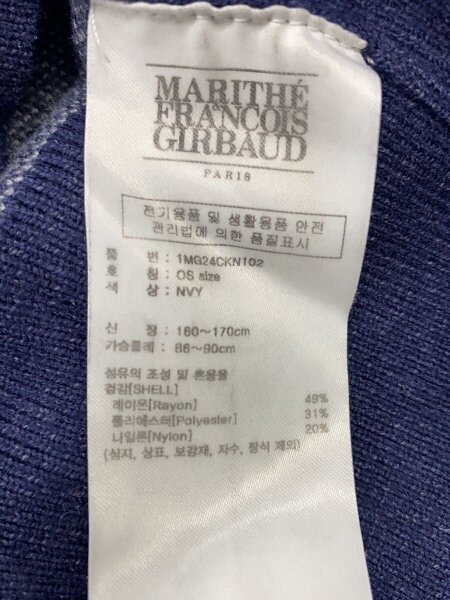 MARITHÉ
FRANCOIS
GIRBAUD
PARIS
전기용품 및 생활용품 안전
관리법에 의한 품질표시
품 번 : 1MG24CKN102
호 칭 : OS size
색 상 : NVY
신 장 : 160~170cm
가슴둘레 : 86~90cm
섬유의 조성 및 혼용율
겉감[SHELL]
레이온[Rayon] 49%
폴리에스터[Polyester] 31%
나일론[Nylon] 20%
(심지, 상표, 보강재, 자수, 장식 제외)